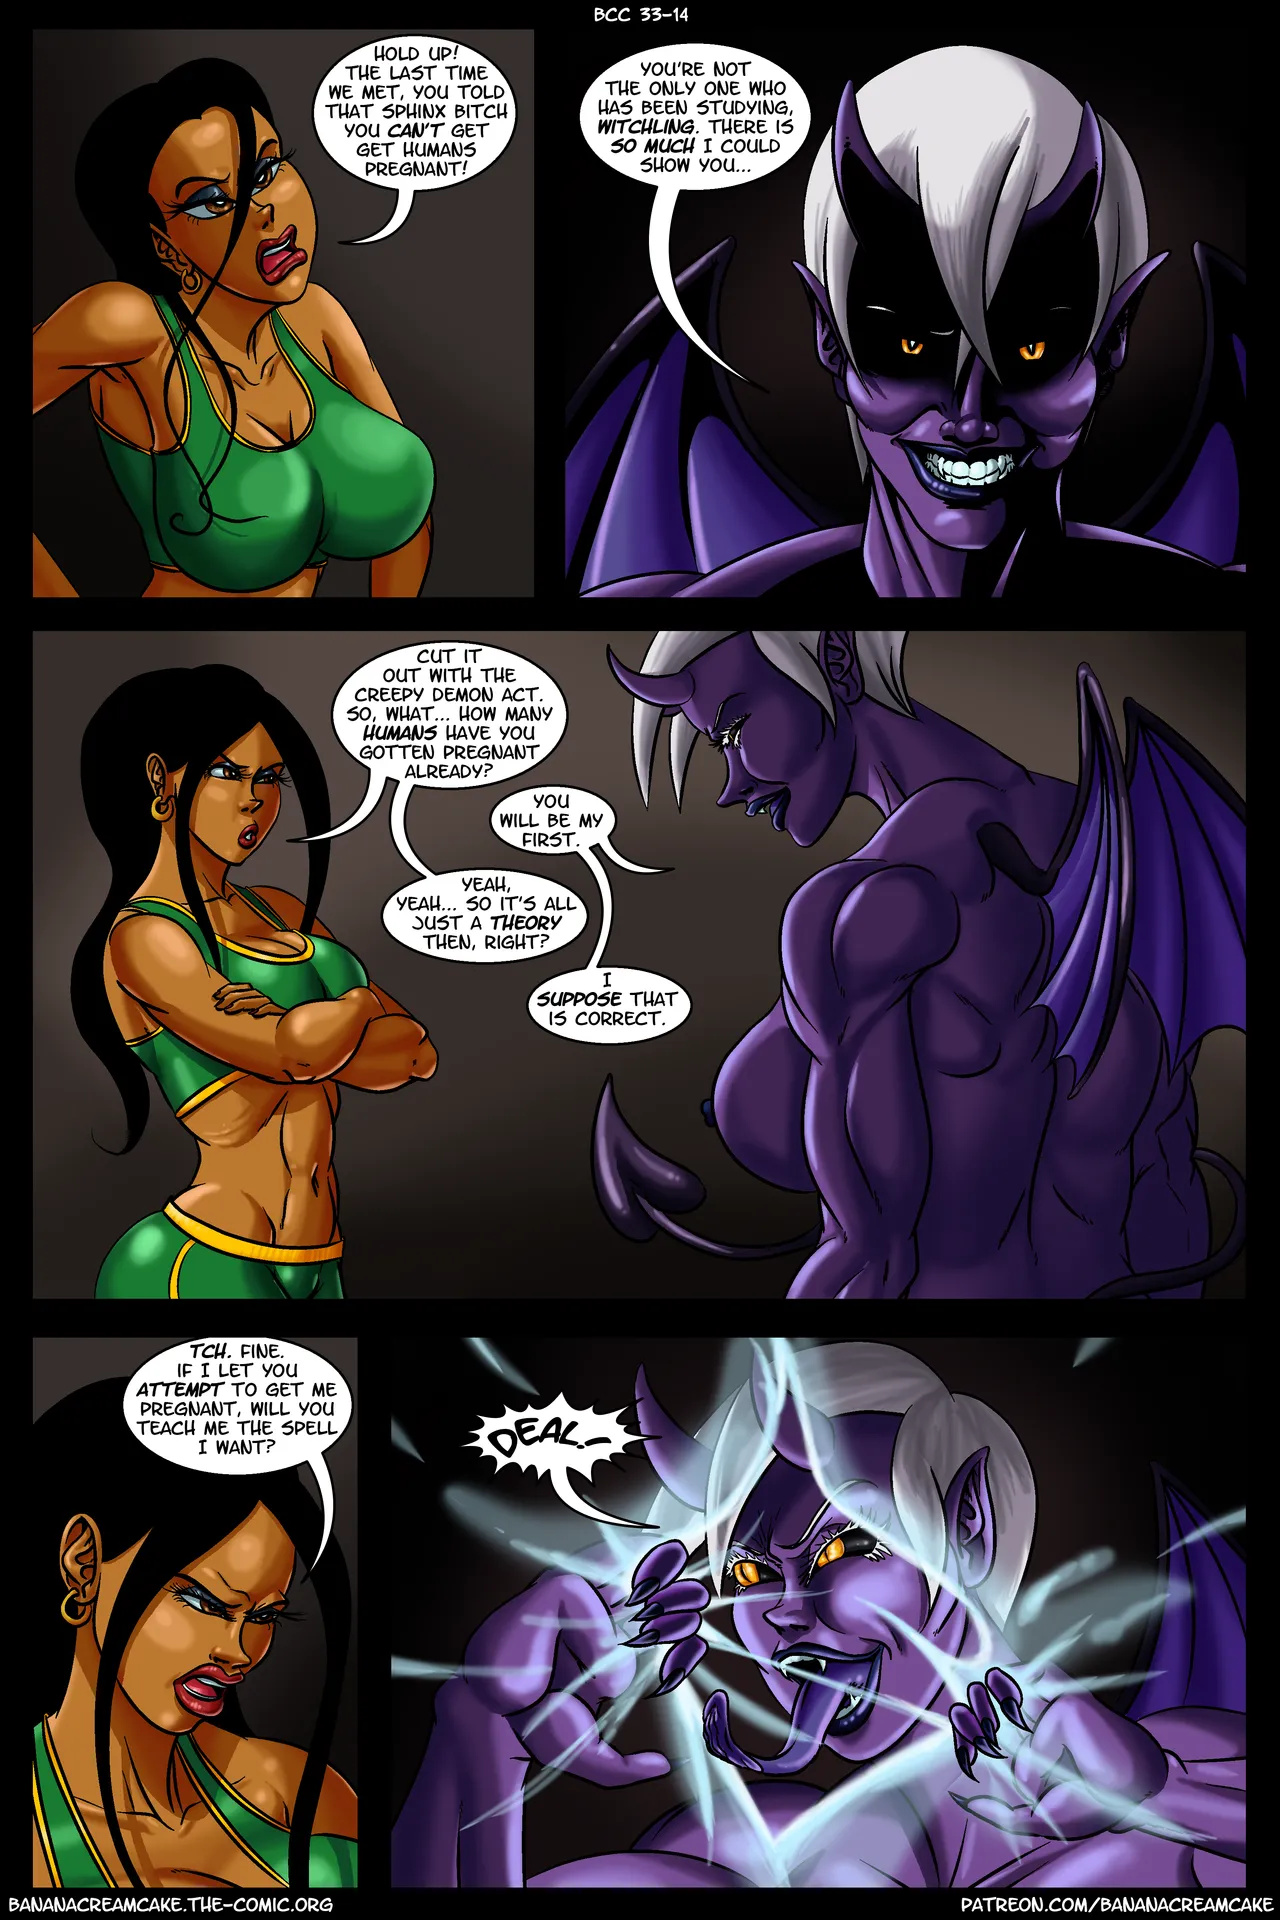 BCC 33-14
HOLD UP!
THE LAST TIME
WE MET, YOU TOLD
THAT SPHINX BITCH
YOU CAN'T GET
GET HUMANS
PREGNANT!
YOU'RE NOT
THE ONLY ONE WHO
HAS BEEN STUDYING,
WITCHLING. THERE IS
SO MUCH I COULD
SHOW YOU...
CUT IT
OUT WITH THE
CREEPY DEMON ACT.
SO, WHAT... HOW MANY
HUMANS HAVE YOU
GOTTEN PREGNANT
ALREADY?
YOU
WILL BE MY
FIRST.
YEAH,
YEAH... SO IT'S ALL
JUST A THEORY
THEN, RIGHT?
I
SUPPOSE THAT
IS CORRECT.
TCH. FINE.
IF I LET YOU
ATTEMPT TO GET ME
PREGNANT, WILL YOU
TEACH ME THE SPELL
I WANT?
DEAL.~
BANANACREAMCAKE.THE-COMIC.ORG
PATREON.COM/BANANACREAMCAKE